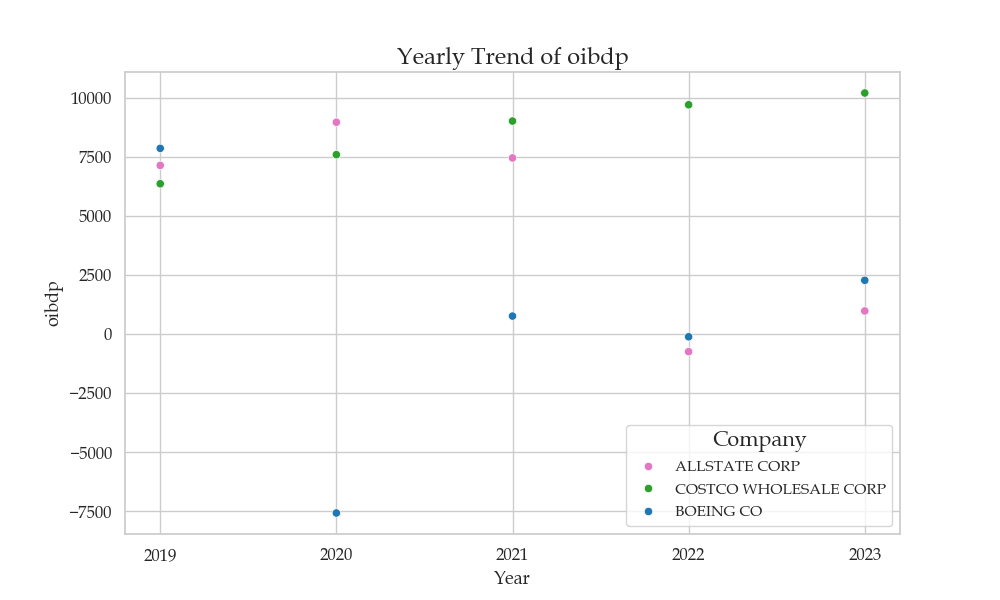 Yearly Trend of oibdp
10000
7500
5000
2500
0
−2500
−5000
−7500
oibdp
2019 2020 2021 2022 2023
Year
Company
ALLSTATE CORP
COSTCO WHOLESALE CORP
BOEING CO